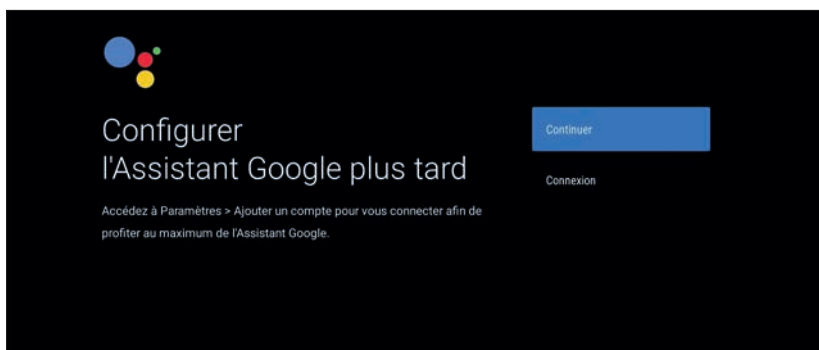 Configurer
l'Assistant Google plus tard
Accédez à Paramètres > Ajouter un compte pour vous connecter afin de
profiter au maximum de l'Assistant Google.
Continuer
Connexion